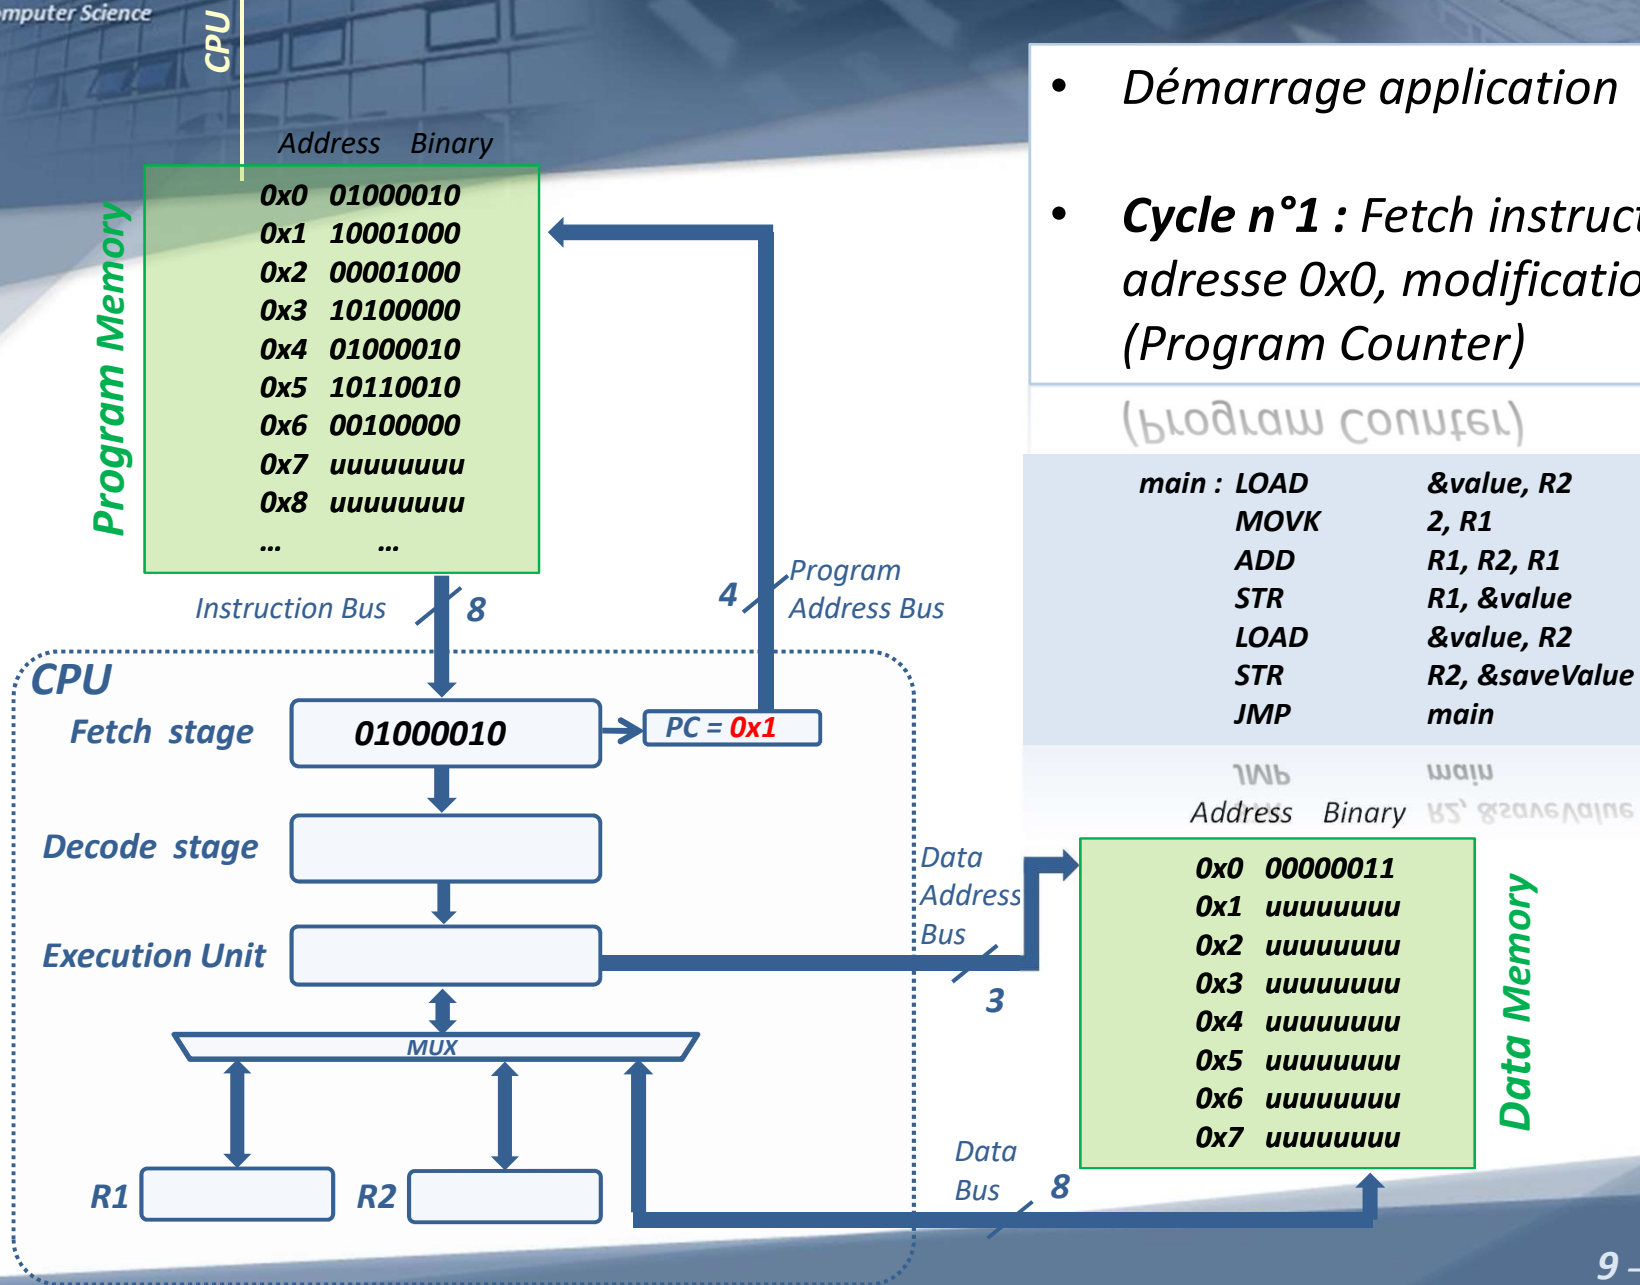 Computer Science
CPU
• Démarrage application
• Cycle n°1 : Fetch
adresse 0x0,
(Program Counter)
Address Binary
0x0 01000010
0x1 10001000
0x2 00001000
0x3 10100000
0x4 01000010
0x5 10110010
0x6 00100000
0x7 uuuuuuuu
0x8 uuuuuuuu
... ...
Program Memory
Instruction Bus 8
4 Program
Address Bus
main : LOAD &value, R2
MOVK 2, R1
ADD R1, R2, R1
STR R1, &value
LOAD &value, R2
STR R2, &saveValue
JMP main
CPU
Fetch stage 01000010 PC = 0x1
Decode stage
Execution Unit
MUX
R1 R2
Data
Address
Bus
3
Address Binary
0x0 00000011
0x1 uuuuuuuu
0x2 uuuuuuuu
0x3 uuuuuuuu
0x4 uuuuuuuu
0x5 uuuuuuuu
0x6 uuuuuuuu
0x7 uuuuuuuu
Data Memory
Data
Bus 8
9 –